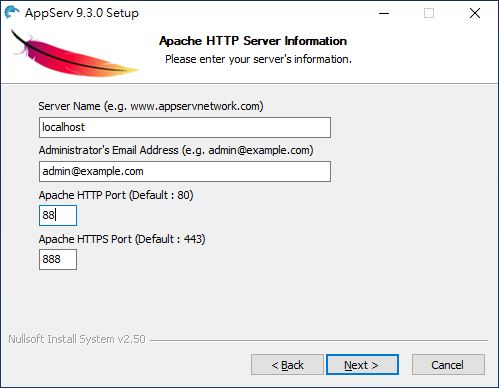 AppServ 9.3.0 Setup
Apache HTTP Server Information
Please enter your server's information.
Server Name (e.g. www.appservnetwork.com)
localhost
Administrator's Email Address (e.g. admin@example.com)
admin@example.com
Apache HTTP Port (Default : 80)
88
Apache HTTPS Port (Default : 443)
888
Nullsoft Install System v2.50
< Back Next > Cancel